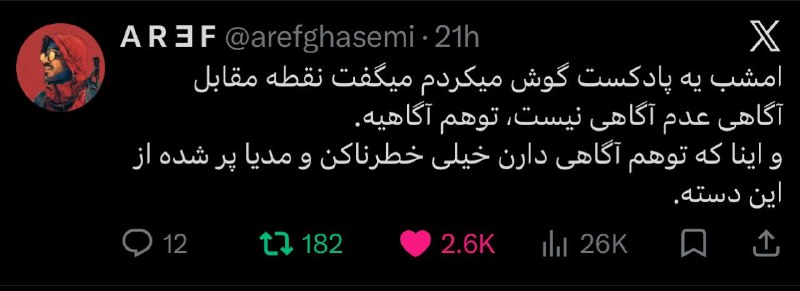 AR∃F @arefghasemi · 21h
امشب یه پادکست گوش میکردم میگفت نقطه مقابل
آگاهی عدم آگاهی نیست، توهم آگاهیه.
و اینا که توهم آگاهی دارن خیلی خطرناکن و مدیا پر شده از
این دسته.
12 182 2.6K 26K